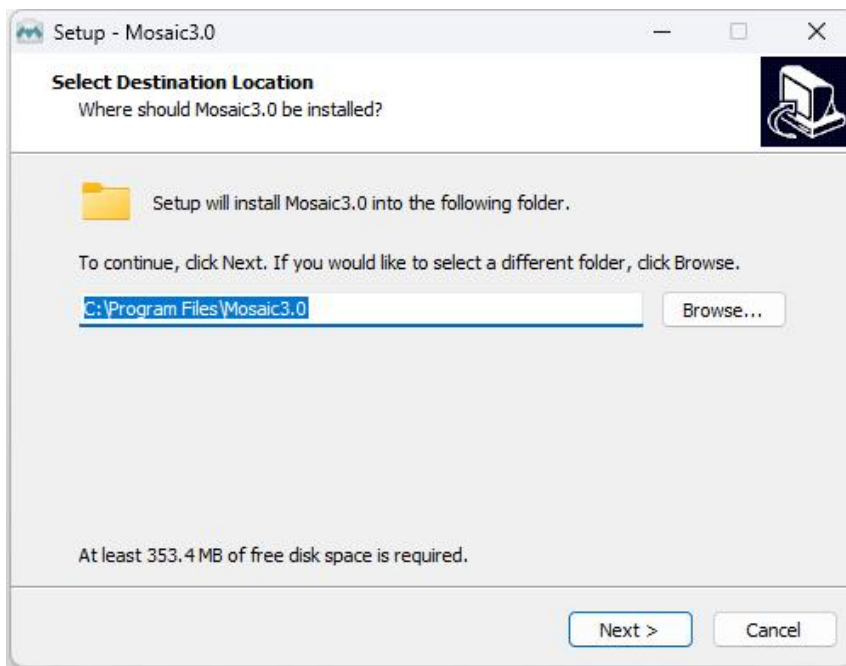 Setup - Mosaic3.0
Select Destination Location
Where should Mosaic3.0 be installed?
Setup will install Mosaic3.0 into the following folder.
To continue, click Next. If you would like to select a different folder, click Browse.
C:\Program Files\Mosaic3.0
Browse...
At least 353.4 MB of free disk space is required.
Next >
Cancel